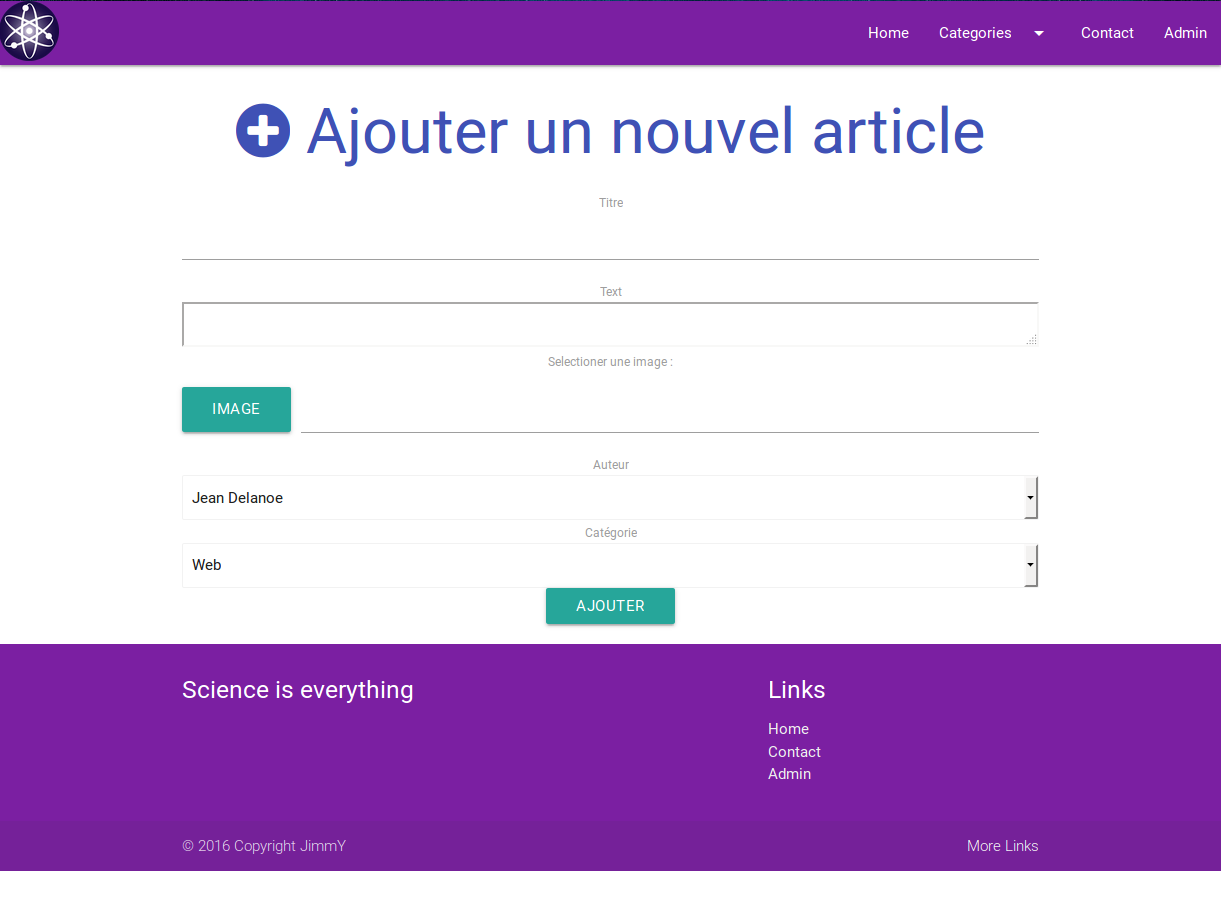 Home Categories Contact Admin
Ajouter un nouvel article
Titre
Text
Selectioner une image :
IMAGE
Auteur
Jean Delanoe
Catégorie
Web
AJOUTER
Science is everything
Links
Home
Contact
Admin
© 2016 Copyright JimmY
More Links